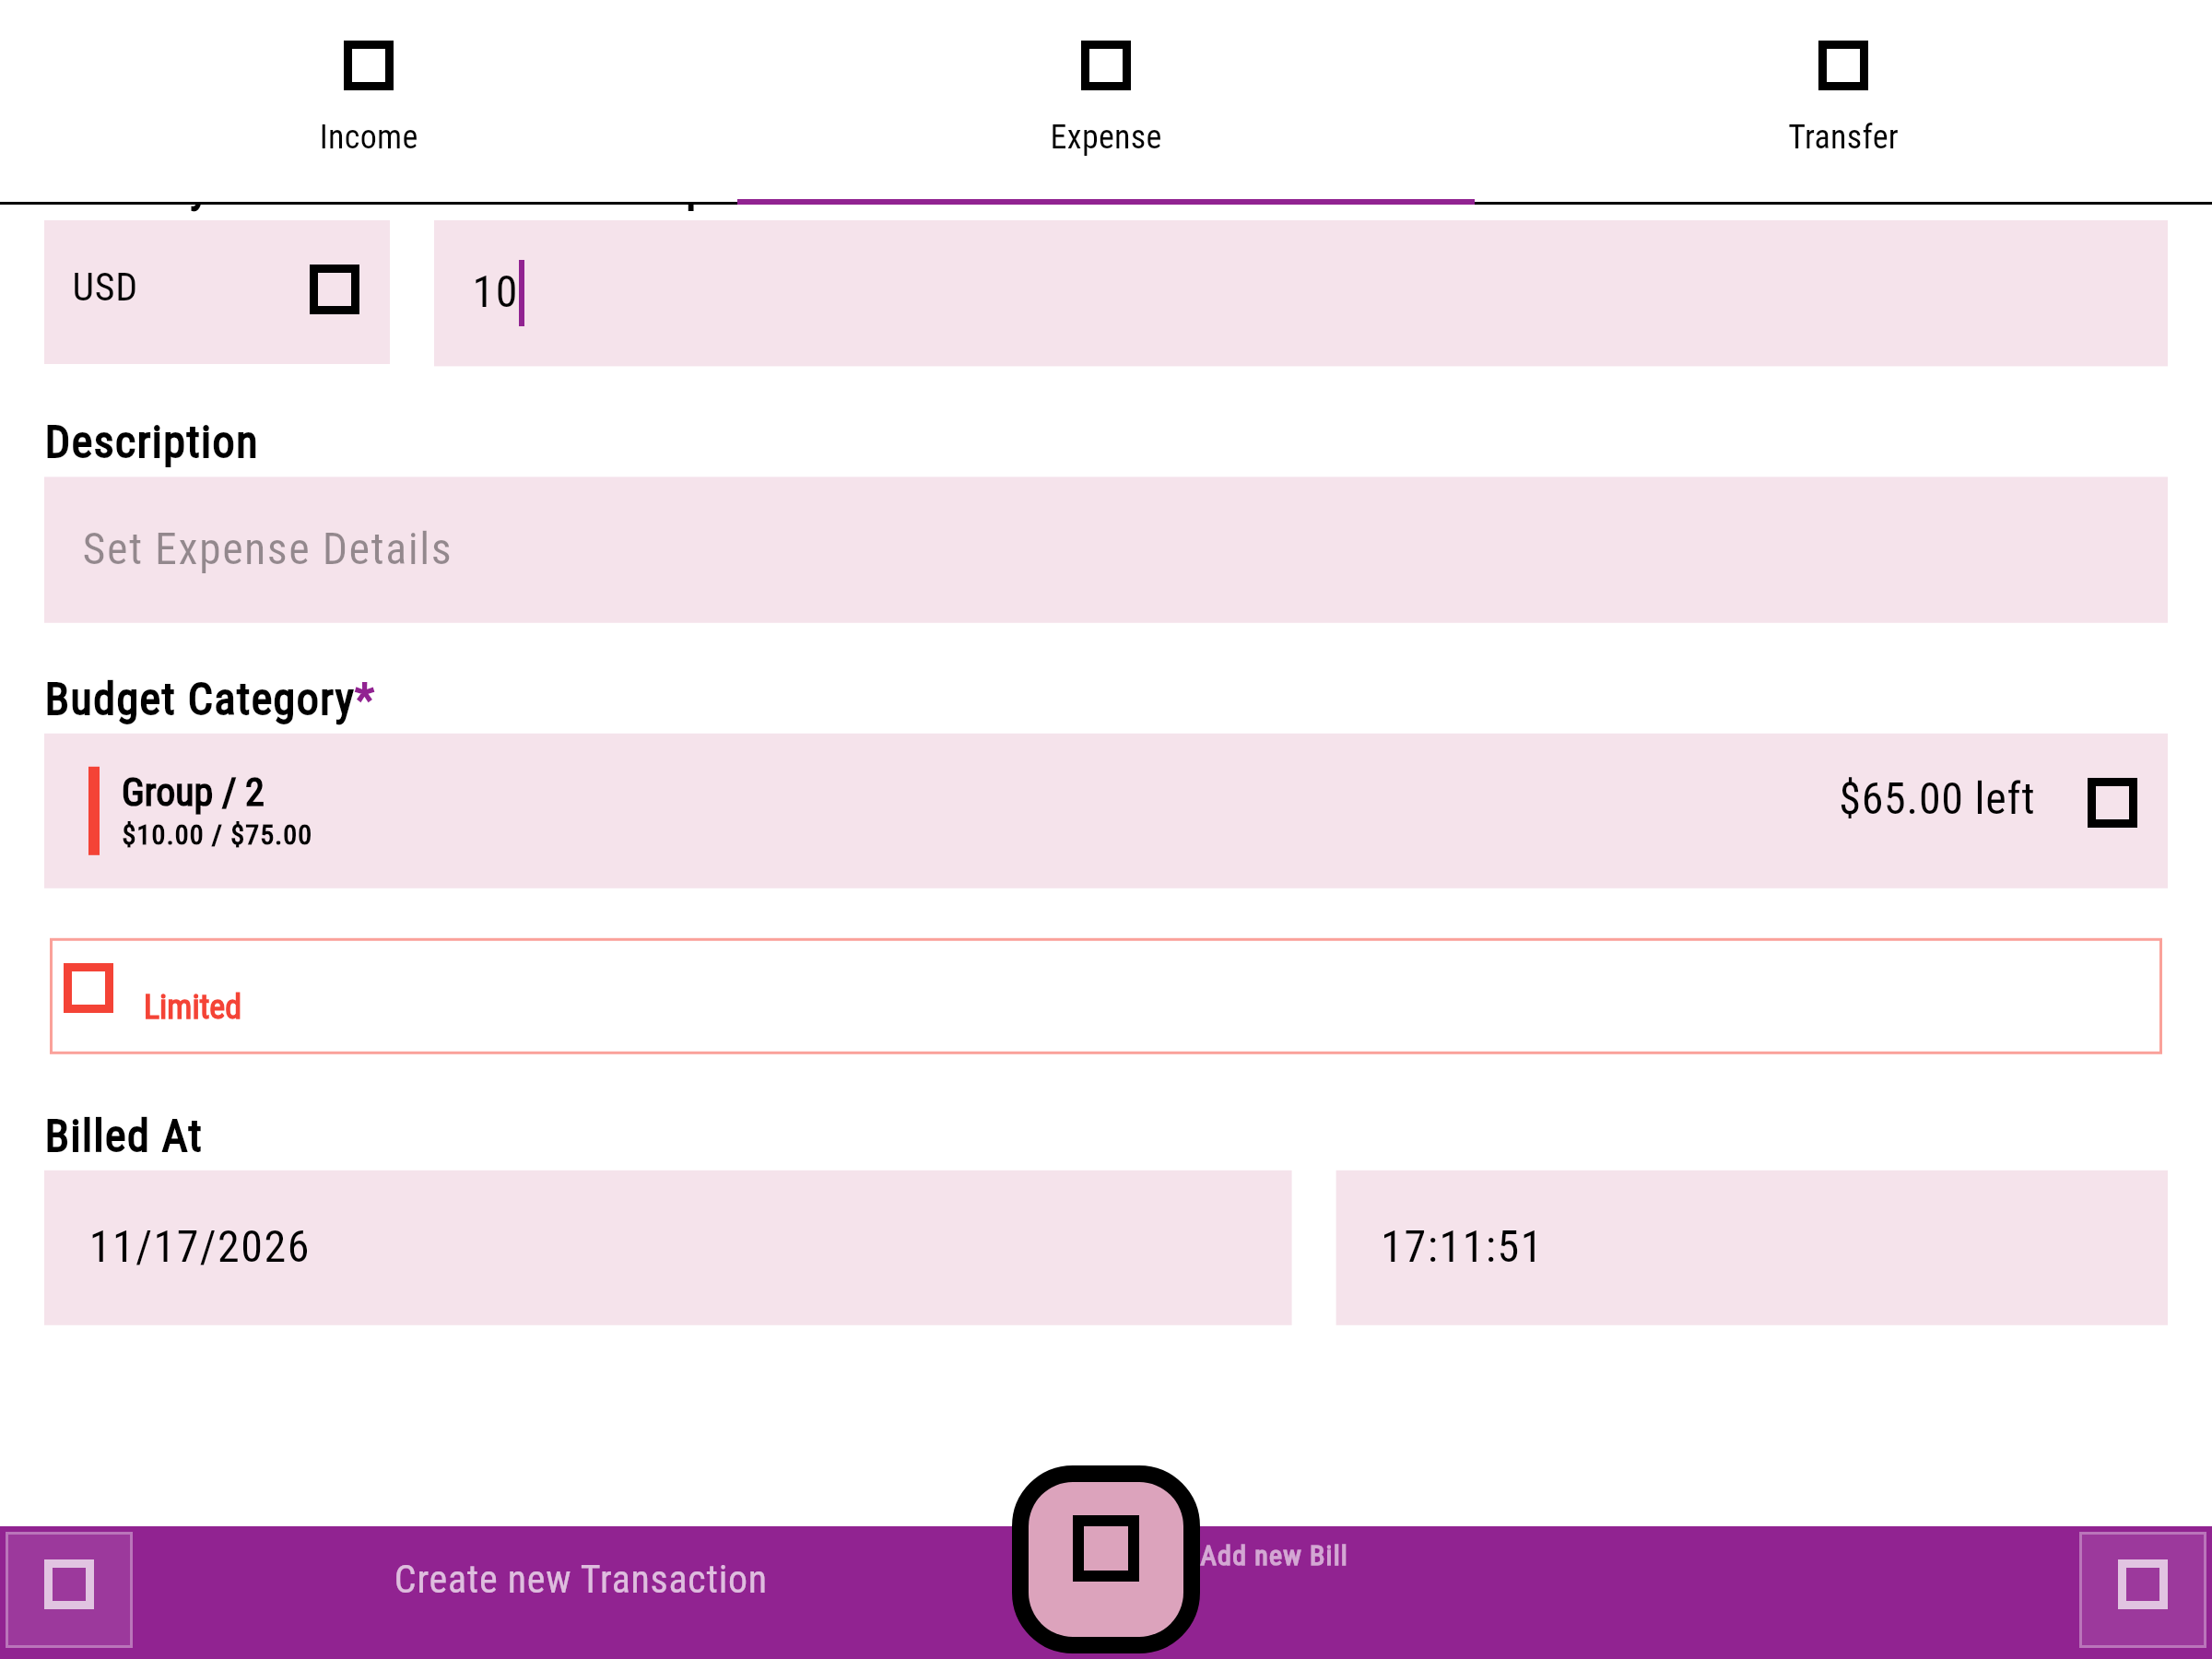 Income
Expense
Transfer
USD
10
Description
Set Expense Details
Budget Category*
Group / 2
$10.00 / $75.00
$65.00 left
Limited
Billed At
11/17/2026
17:11:51
Create new Transaction
Add new Bill